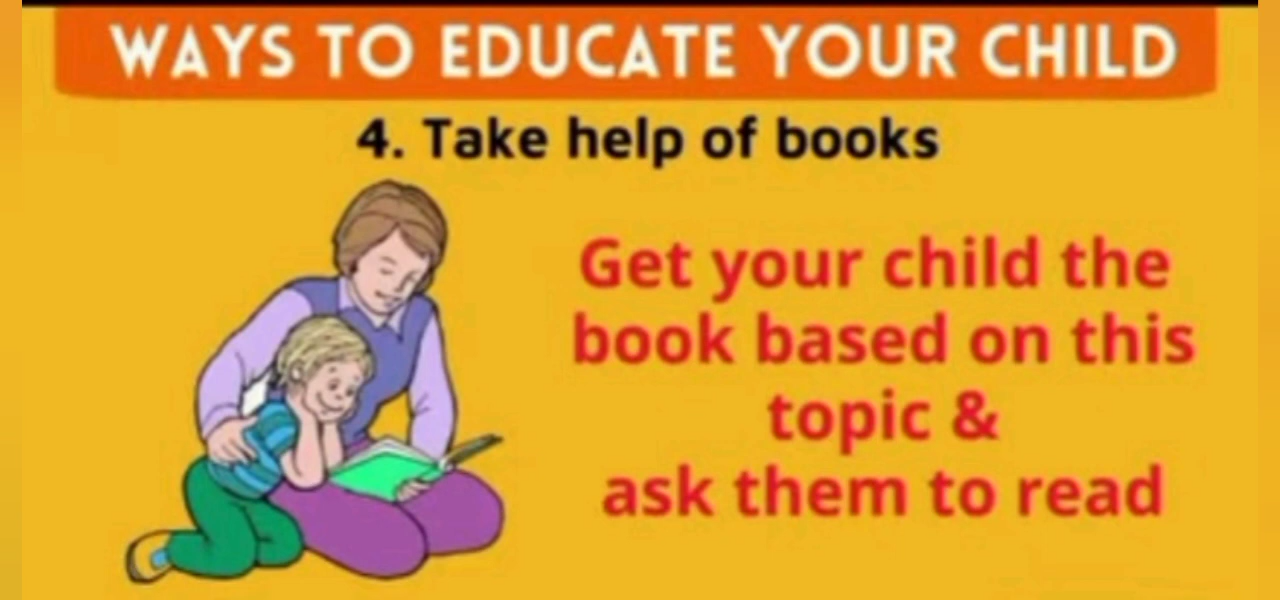 WAYS TO EDUCATE YOUR CHILD
4. Take help of books
Get your child the
book based on this
topic &
ask them to read